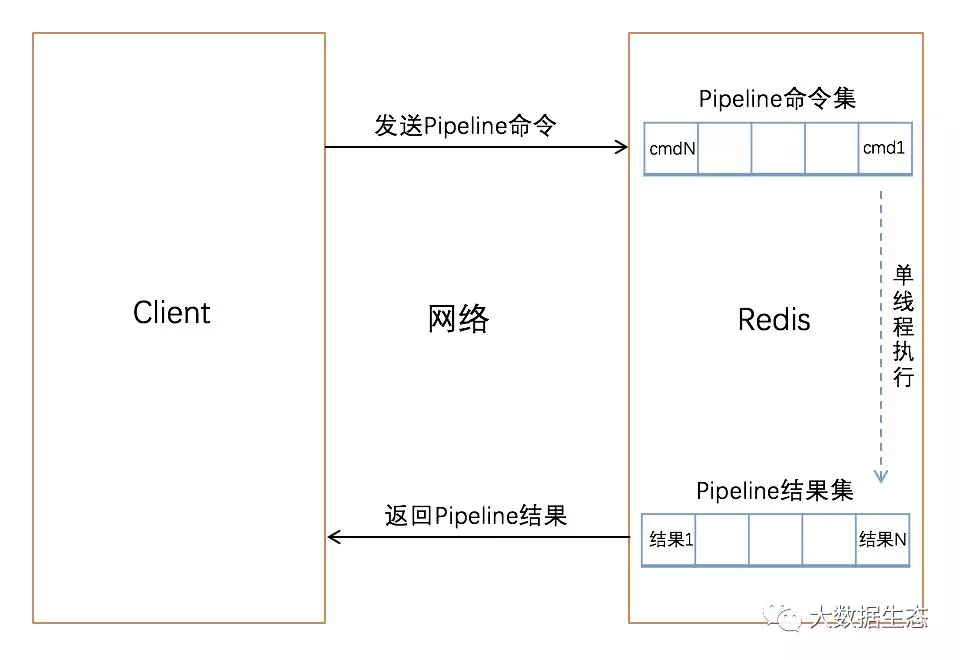 Pipeline命令集
发送Pipeline命令
cmdN
cmd1
单线程执行
Client
网络
Redis
Pipeline结果集
返回Pipeline结果
结果1
结果N
大数据生态